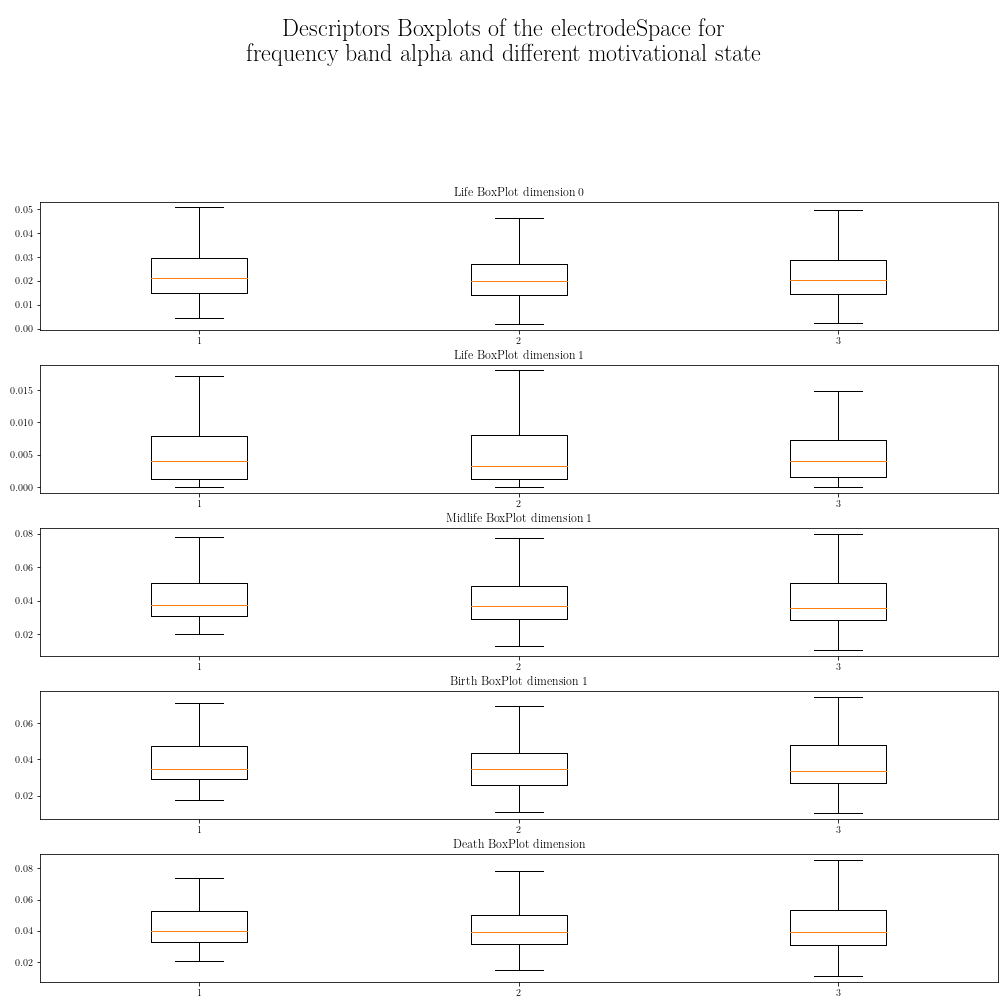 Descriptors Boxplots of the electrodeSpace for
frequency band alpha and different motivational state
Life BoxPlot dimension 0
0.05
0.04
0.03
0.02
0.01
0.00
1 2 3
Life BoxPlot dimension 1
0.015
0.010
0.005
0.000
1 2 3
Midlife BoxPlot dimension 1
0.08
0.06
0.04
0.02
1 2 3
Birth BoxPlot dimension 1
0.06
0.04
0.02
1 2 3
Death BoxPlot dimension
0.08
0.06
0.04
0.02
1 2 3